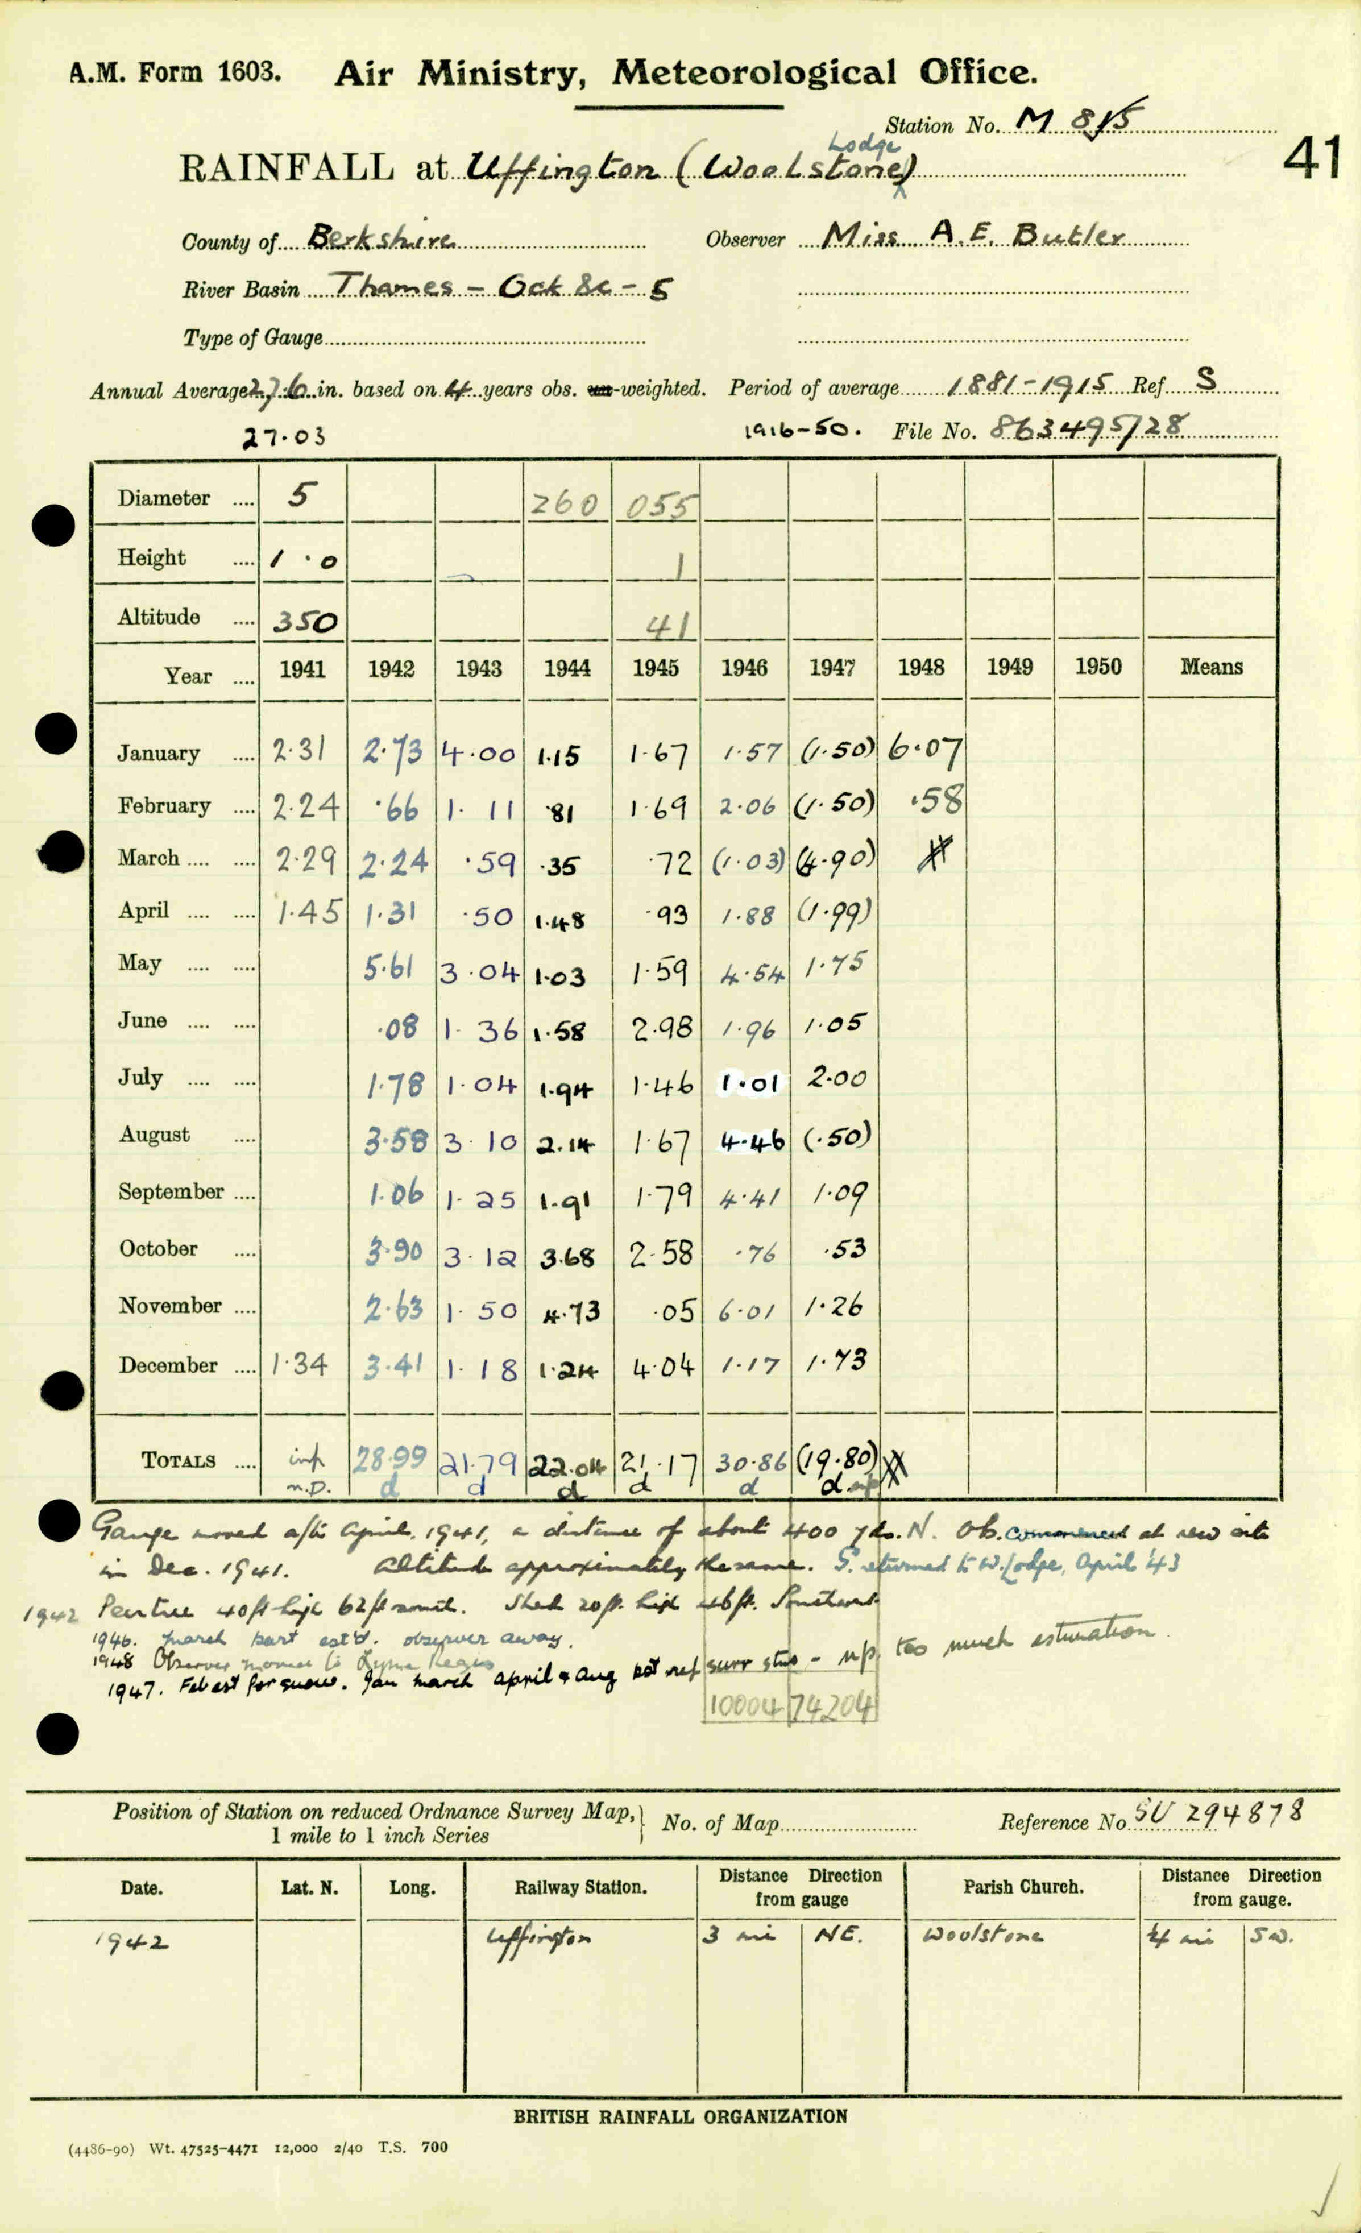 A.M. Form 1603. Air Ministry, Meteorological Office.
Station No. M 815
41
Lodge
RAINFALL at Uffington (Woolstone)
County of Berkshire Observer Miss A.E. Butler
River Basin Thames - Ock &c - 5
Type of Gauge
Annual Average 27.6 in. based on 4 years obs. un-weighted. Period of average 1881-1915 Ref. S
27.03 1916-50. File No. 863495/28
Diameter .... 5 260 055
Height .... 1.0 1
Altitude .... 350 41
Year .... 1941 1942 1943 1944 1945 1946 1947 1948 1949 1950 Means
January .... 2.31 2.73 4.00 1.15 1.67 1.57 (1.50) 6.07
February .... 2.24 .66 1.11 .81 1.69 2.06 (1.50) .58
March .... .... 2.29 2.24 .59 .35 .72 (1.03) (4.90)
April .... .... 1.45 1.31 .50 1.48 .93 1.88 (1.99)
May .... .... 5.61 3.04 1.03 1.59 4.54 1.75
June .... .... .08 1.36 1.58 2.98 1.96 1.05
July .... .... 1.78 1.04 1.94 1.46 1.01 2.00
August .... 3.58 3.10 2.14 1.67 4.46 (.50)
September .... 1.06 1.25 1.91 1.79 4.41 1.09
October .... 3.90 3.12 3.68 2.58 .76 .53
November .... 2.63 1.50 4.73 .05 6.01 1.26
December .... 1.34 3.41 1.18 1.24 4.04 1.17 1.73
TOTALS .... inf 28.99 21.79 22.04 21.17 30.86 (19.80)
n.p. d d d d d d np
Gauge moved after April, 1941, a distance of about 400 yds. N. Ob. commenced at new site
in Dec. 1941. Altitude approximately the same. G. returned to W. Lodge, April '43
1942 Peartree 40ft high 62ft south. Shed 20ft. high 46ft. Southwest
1946. March part est'd. observer away.
1948 Observer moved to Lyme Regis
1947. Feb est for snow. Jan March April & Aug not ref surr stns - np. too much estimation.
10004 74204
Position of Station on reduced Ordnance Survey Map, 1 mile to 1 inch Series No. of Map Reference No. SU 294878
Date. Lat. N. Long. Railway Station. Distance Direction from gauge Parish Church. Distance Direction from gauge.
1942 Uffington 3 mi NE. Woolstone ¼ mi SW.
BRITISH RAINFALL ORGANIZATION
(4486-90) Wt. 47525-4471 12,000 2/40 T.S. 700